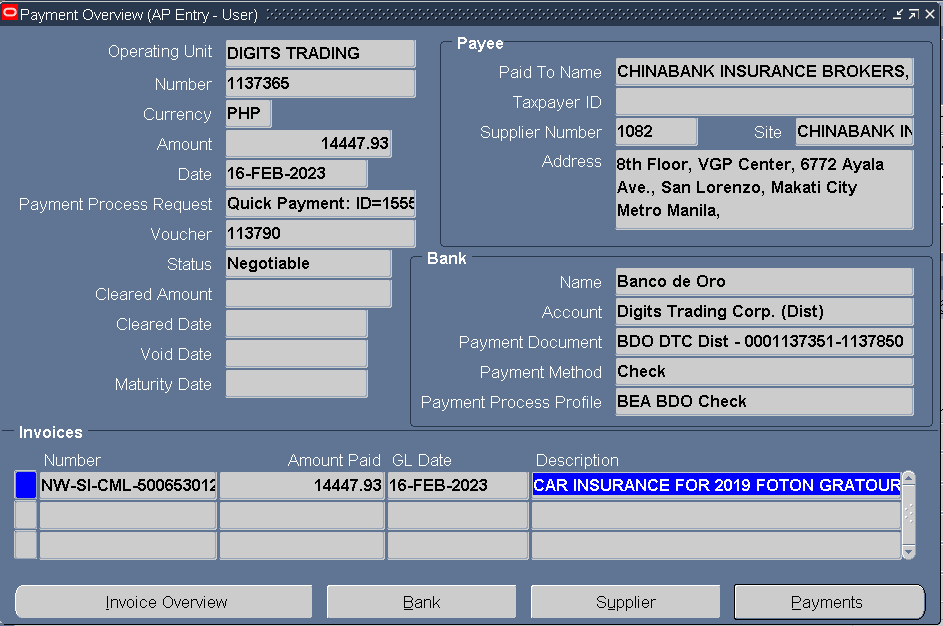 Payment Overview (AP Entry - User)
Operating Unit DIGITS TRADING
Number 1137365
Currency PHP
Amount 14447.93
Date 16-FEB-2023
Payment Process Request Quick Payment: ID=1555
Voucher 113790
Status Negotiable
Cleared Amount
Cleared Date
Void Date
Maturity Date
Payee
Paid To Name CHINABANK INSURANCE BROKERS,
Taxpayer ID
Supplier Number 1082 Site CHINABANK IN
Address 8th Floor, VGP Center, 6772 Ayala
Ave., San Lorenzo, Makati City
Metro Manila,
Bank
Name Banco de Oro
Account Digits Trading Corp. (Dist)
Payment Document BDO DTC Dist - 0001137351-1137850
Payment Method Check
Payment Process Profile BEA BDO Check
Invoices
Number Amount Paid GL Date Description
NW-SI-CML-500653012 14447.93 16-FEB-2023 CAR INSURANCE FOR 2019 FOTON GRATOUR
Invoice Overview Bank Supplier Payments